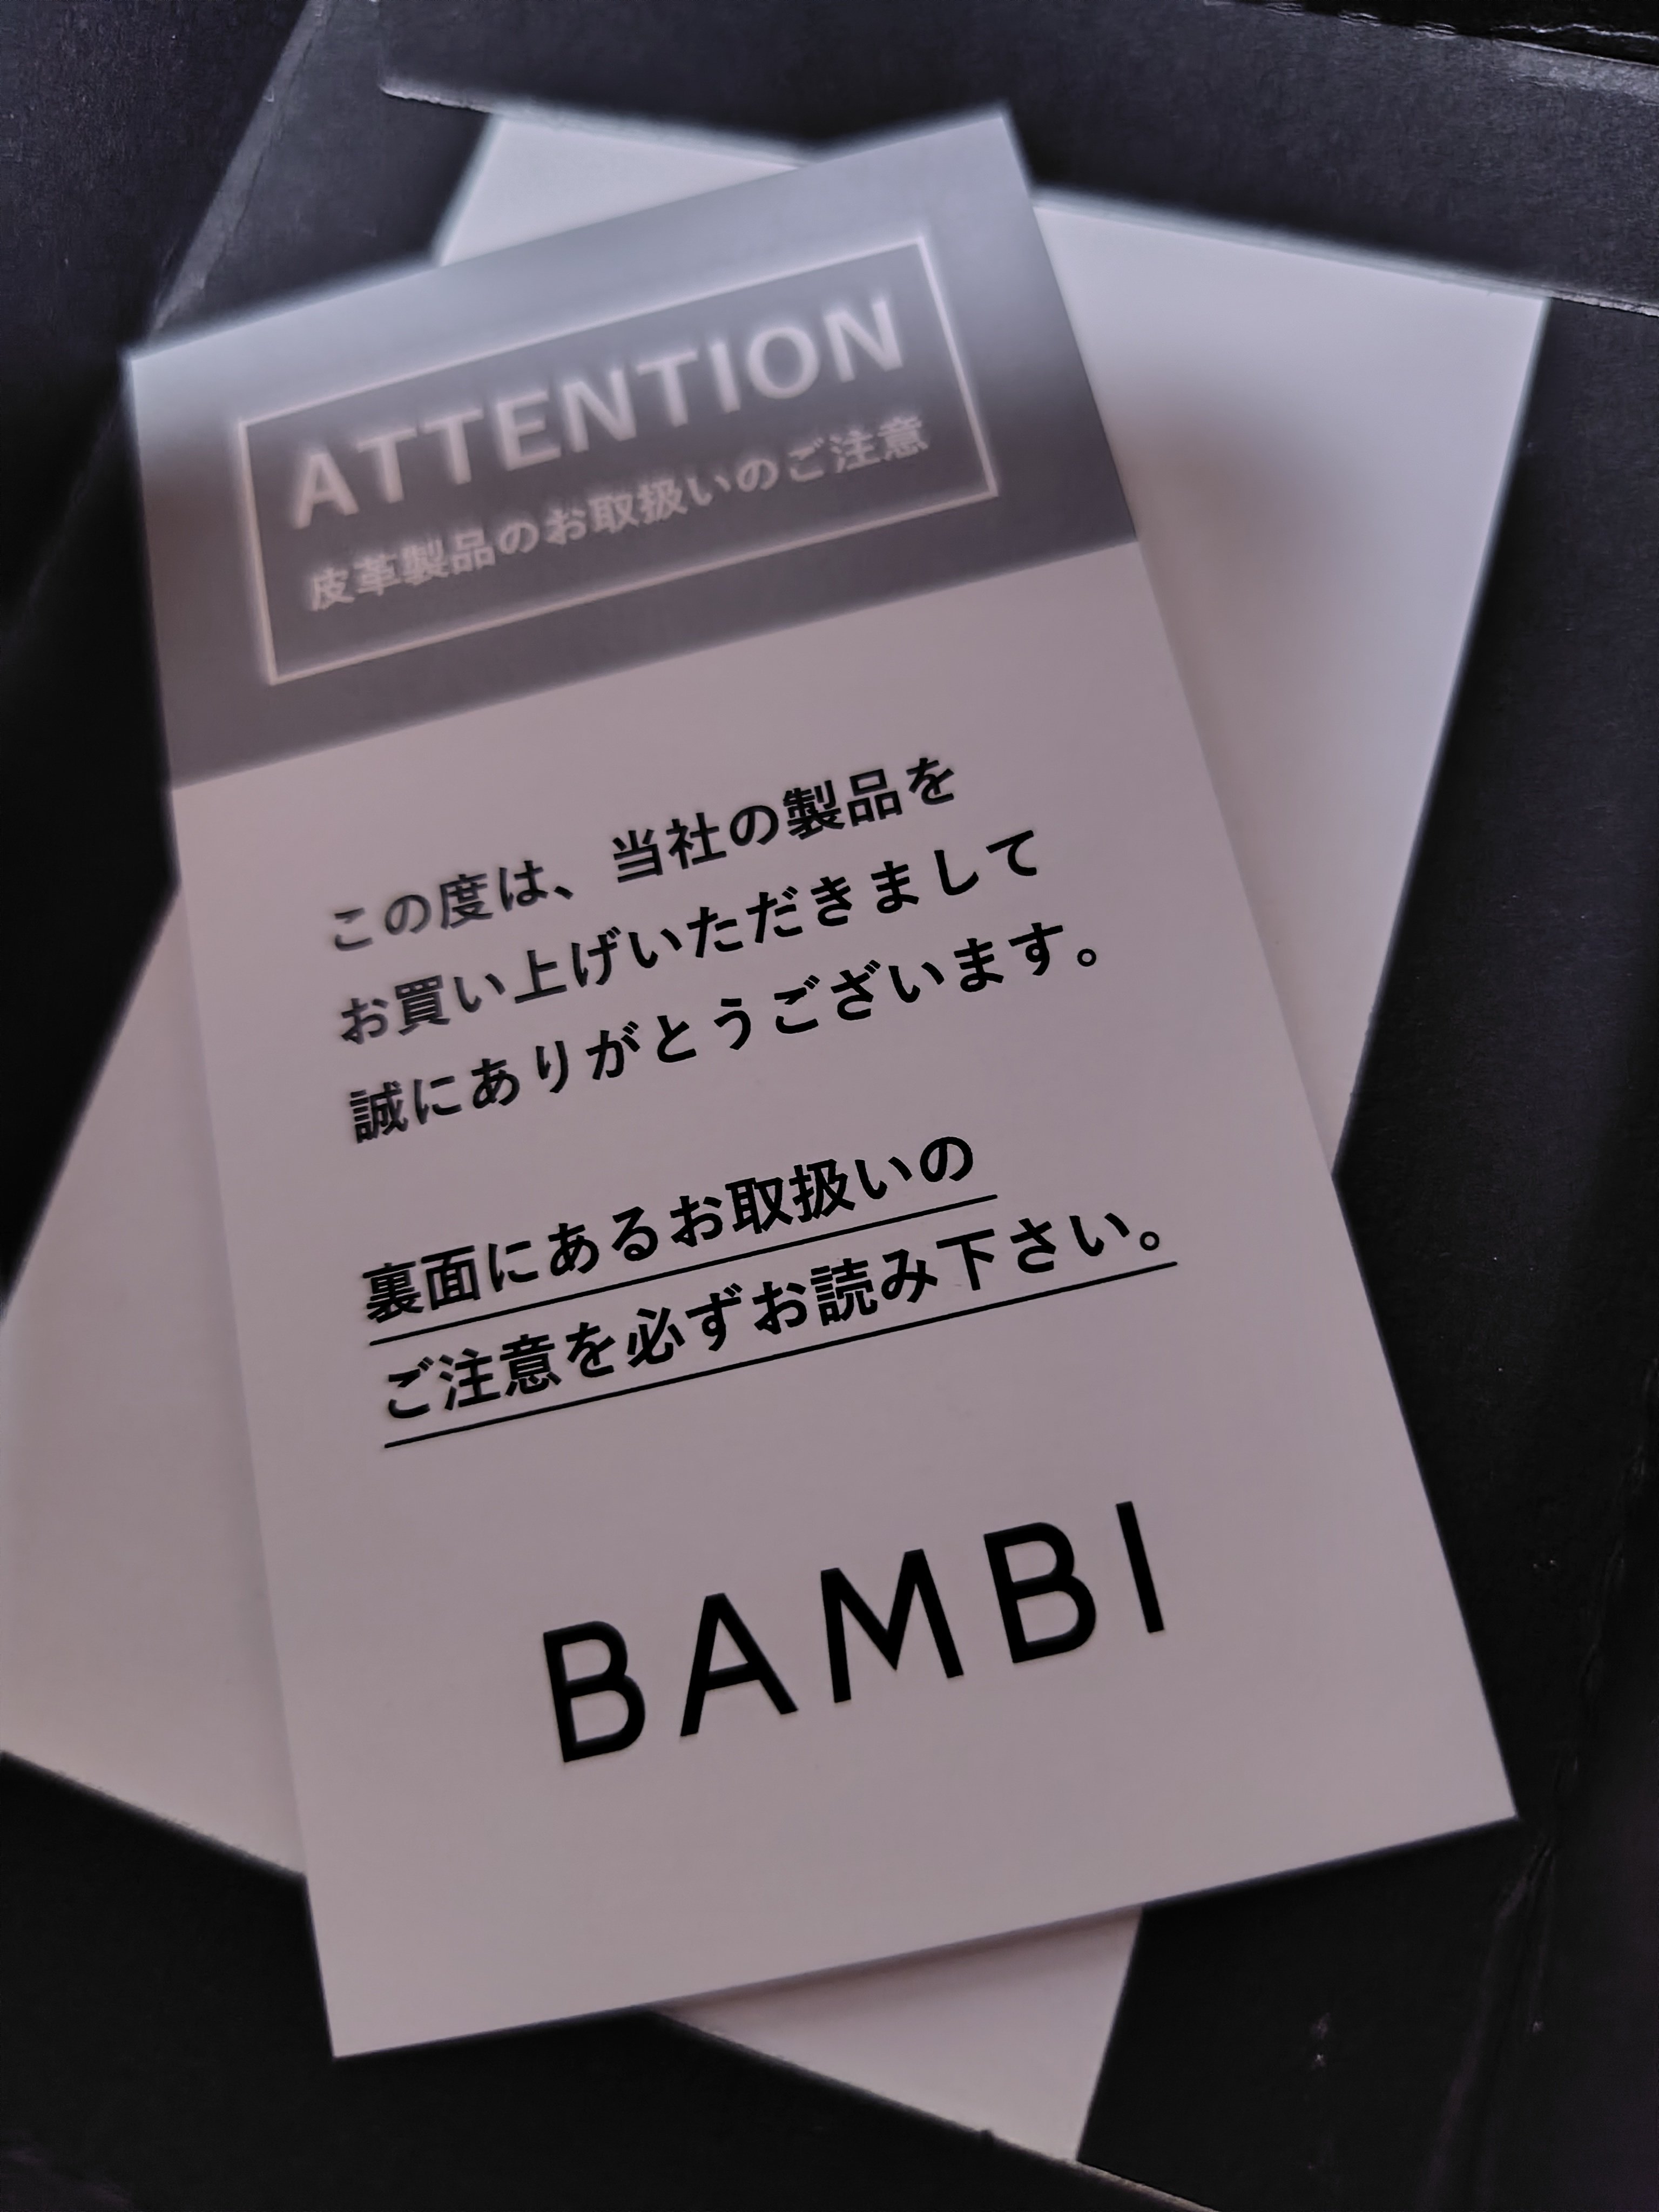 ATTENTION
皮革製品のお取扱いのご注意
この度は、当社の製品を
お買い上げいただきまして
誠にありがとうございます。
裏面にあるお取扱いの
ご注意を必ずお読み下さい。
BAMBI